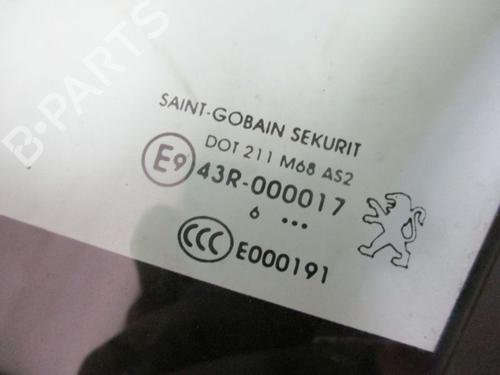 B-PARTS
SAINT-GOBAIN SEKURIT
DOT 211 M68 AS2
E9 43R-000017
6 ...
CCC E000191